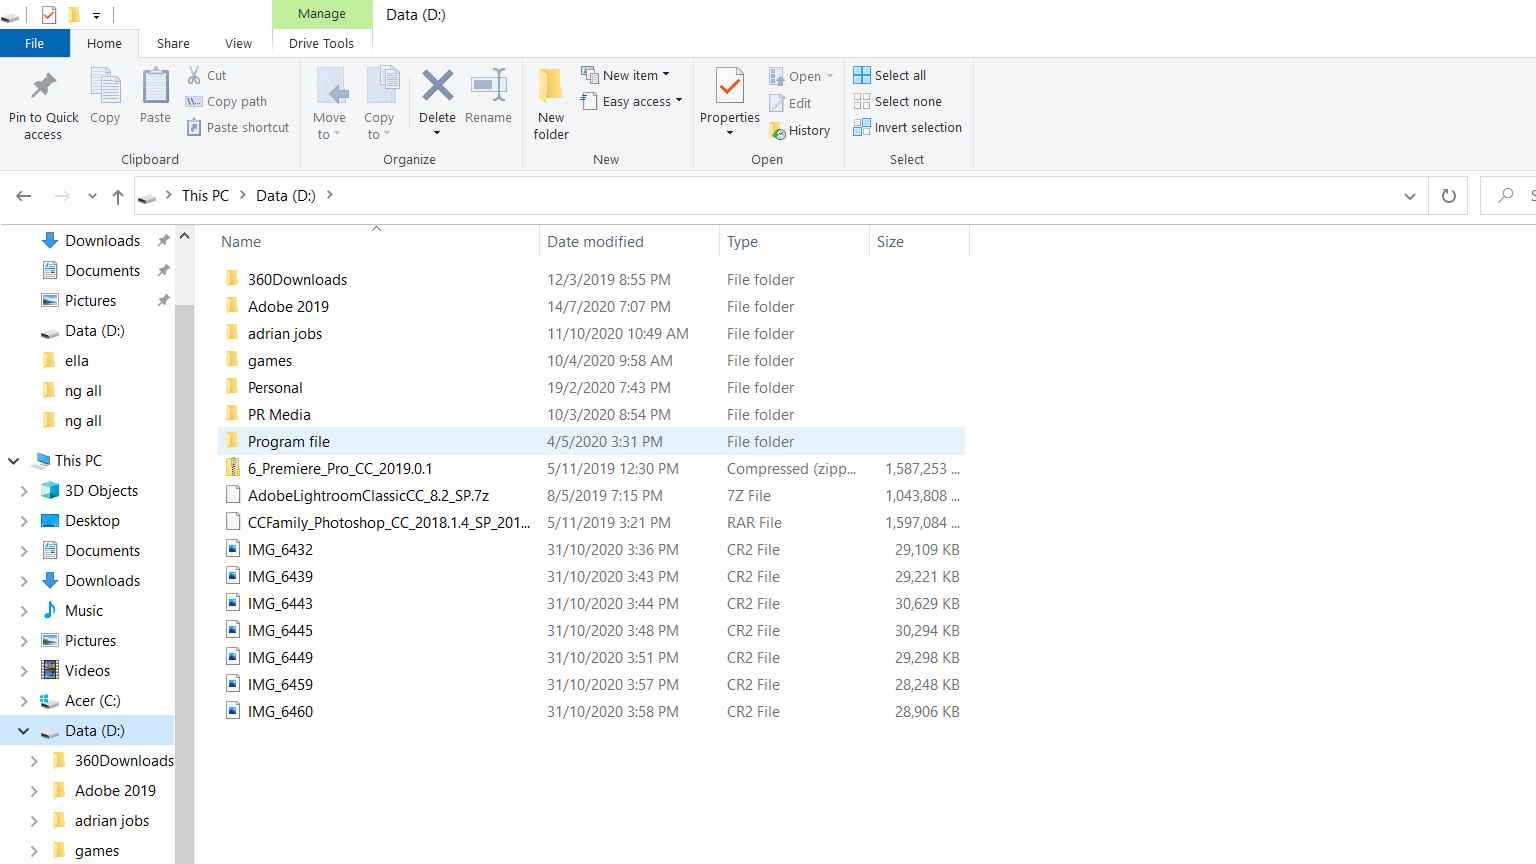 Manage
Data (D:)
File
Home
Share
View
Drive Tools
Pin to Quick access
Copy
Paste
Cut
Copy path
Paste shortcut
Clipboard
Move to
Copy to
Delete
Rename
Organize
New folder
New item
Easy access
New
Properties
Open
Edit
History
Open
Select all
Select none
Invert selection
Select
This PC
Data (D:)
Downloads
Documents
Pictures
Data (D:)
ella
ng all
ng all
This PC
3D Objects
Desktop
Documents
Downloads
Music
Pictures
Videos
Acer (C:)
Data (D:)
360Downloads
Adobe 2019
adrian jobs
games
Name Date modified Type Size
360Downloads 12/3/2019 8:55 PM File folder
Adobe 2019 14/7/2020 7:07 PM File folder
adrian jobs 11/10/2020 10:49 AM File folder
games 10/4/2020 9:58 AM File folder
Personal 19/2/2020 7:43 PM File folder
PR Media 10/3/2020 8:54 PM File folder
Program file 4/5/2020 3:31 PM File folder
6_Premiere_Pro_CC_2019.0.1 5/11/2019 12:30 PM Compressed (zipp... 1,587,253 ...
AdobeLightroomClassicCC_8.2_SP.7z 8/5/2019 7:15 PM 7Z File 1,043,808 ...
CCFamily_Photoshop_CC_2018.1.4_SP_201... 5/11/2019 3:21 PM RAR File 1,597,084 ...
IMG_6432 31/10/2020 3:36 PM CR2 File 29,109 KB
IMG_6439 31/10/2020 3:43 PM CR2 File 29,221 KB
IMG_6443 31/10/2020 3:44 PM CR2 File 30,629 KB
IMG_6445 31/10/2020 3:48 PM CR2 File 30,294 KB
IMG_6449 31/10/2020 3:51 PM CR2 File 29,298 KB
IMG_6459 31/10/2020 3:57 PM CR2 File 28,248 KB
IMG_6460 31/10/2020 3:58 PM CR2 File 28,906 KB